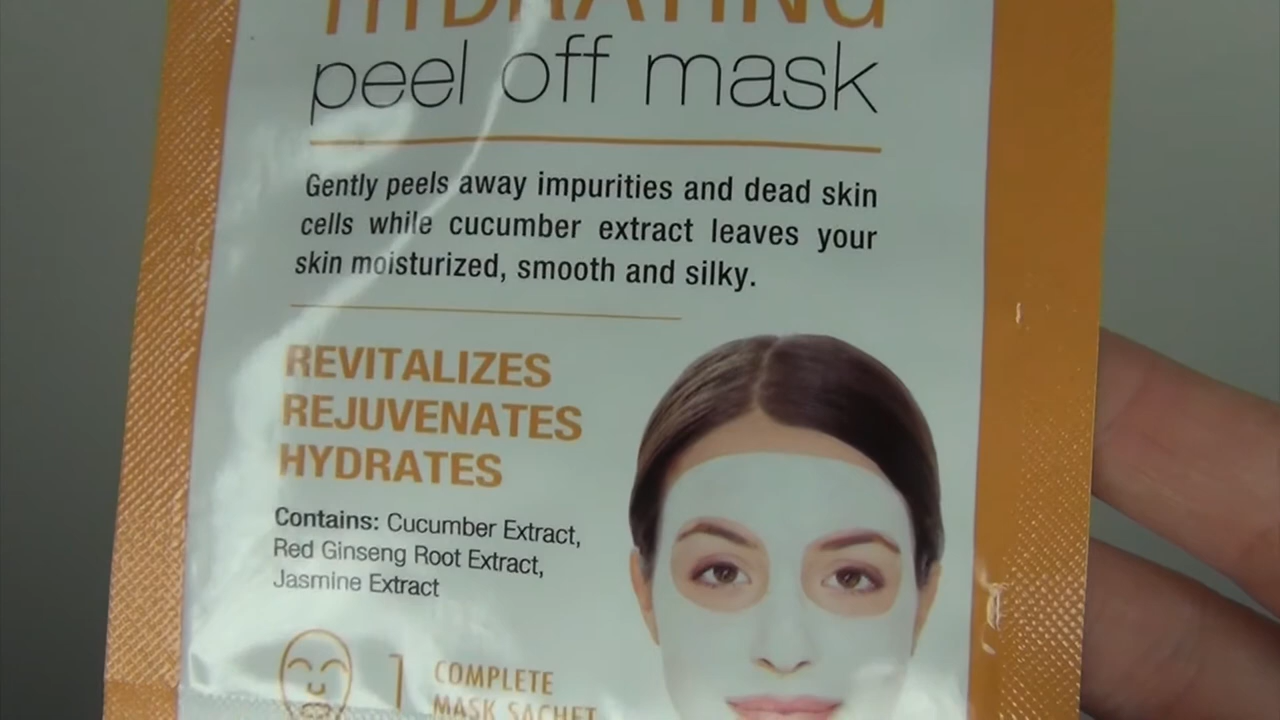 HYDRATING
peel off mask
Gently peels away impurities and dead skin
cells while cucumber extract leaves your
skin moisturized, smooth and silky.
REVITALIZES
REJUVENATES
HYDRATES
Contains: Cucumber Extract,
Red Ginseng Root Extract,
Jasmine Extract
1 COMPLETE
MASK SACHET